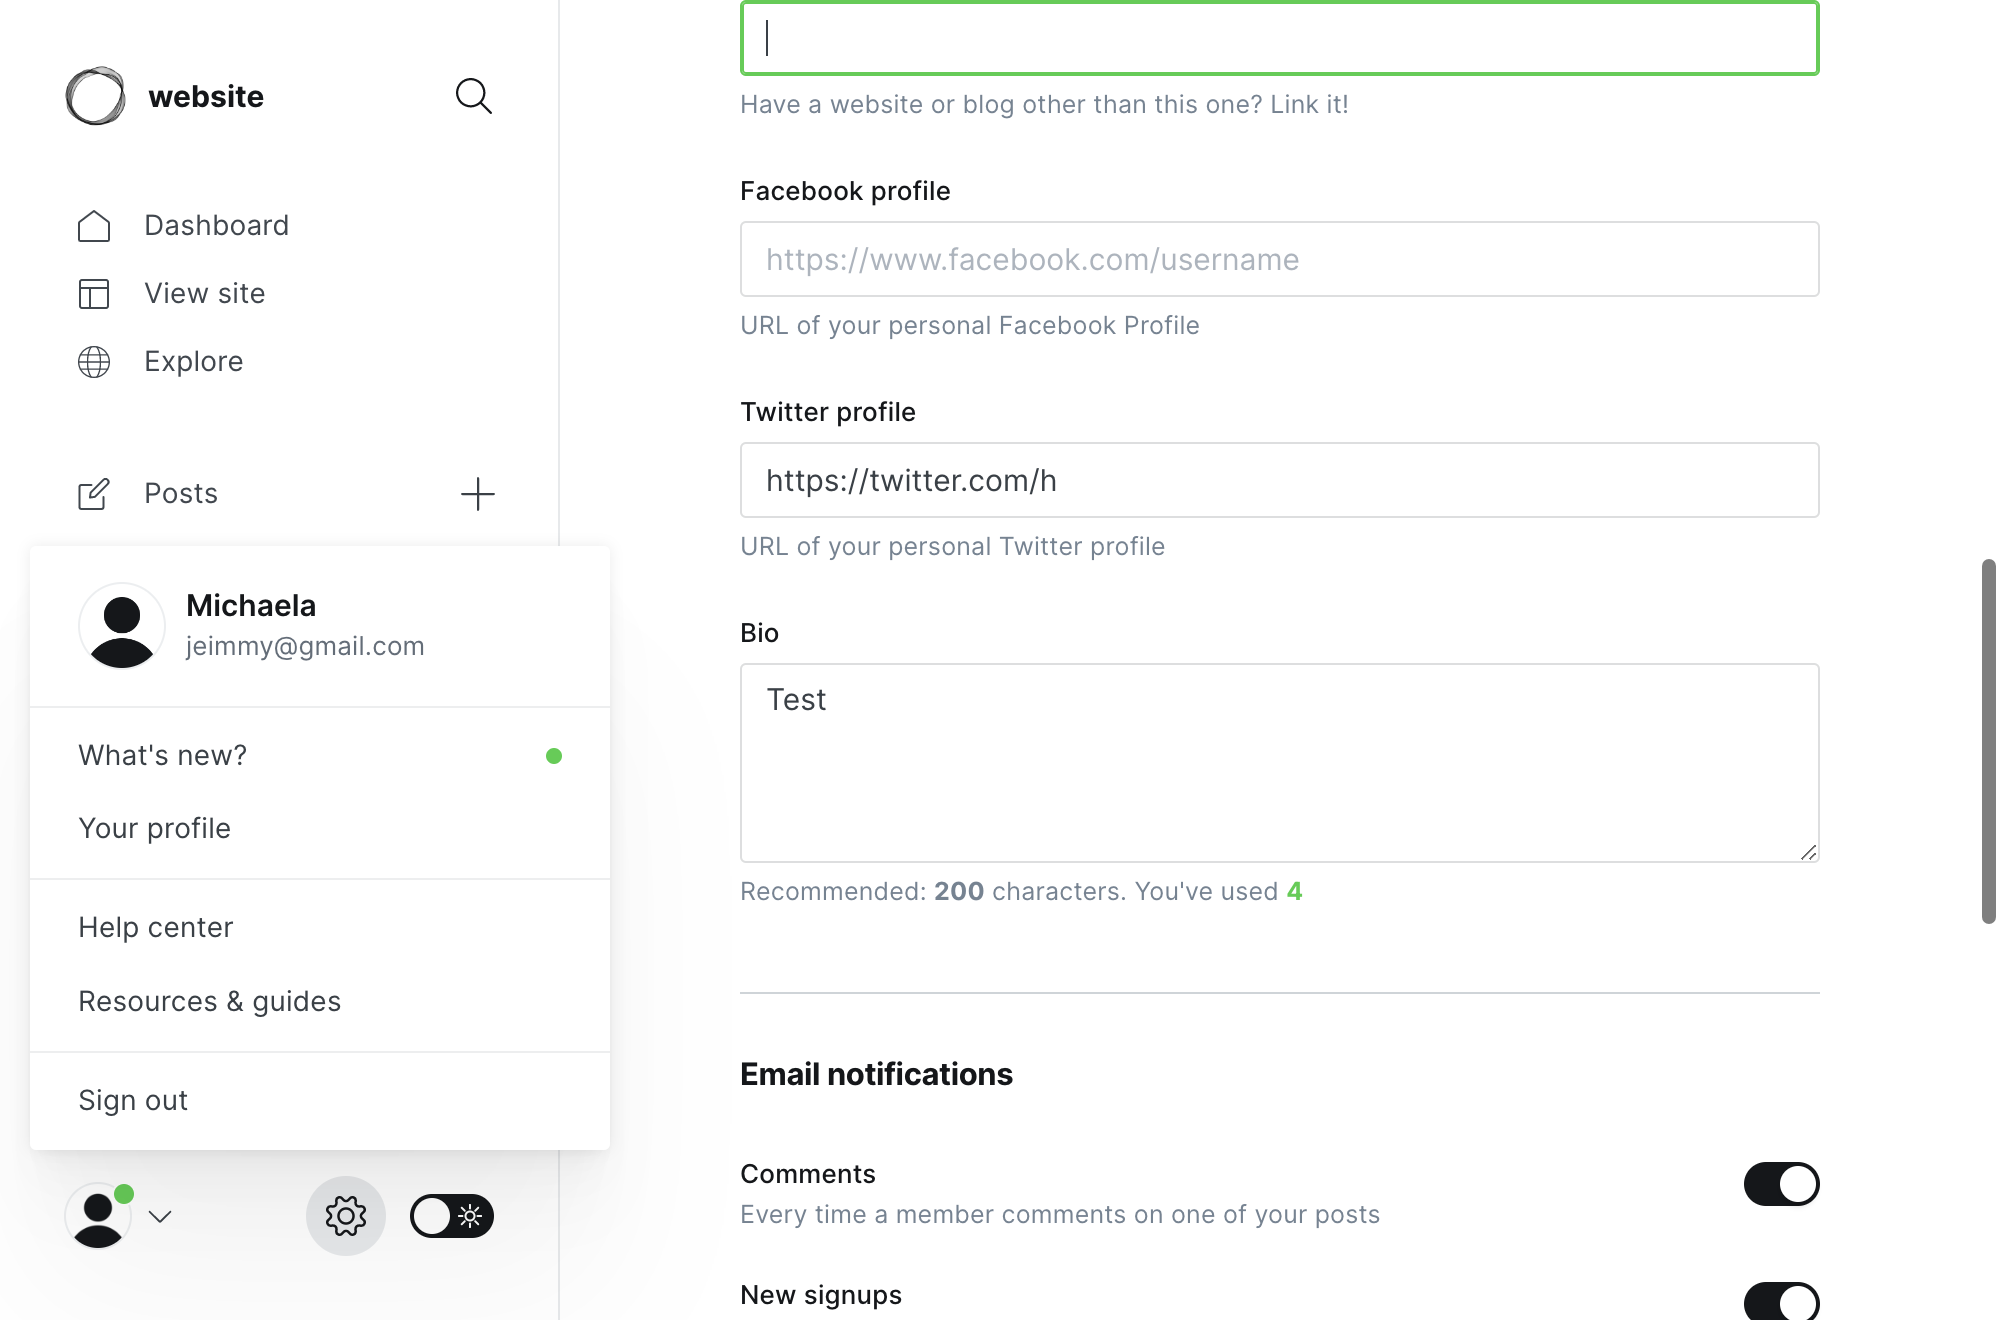 website
Dashboard
View site
Explore
Posts
Michaela
jeimmy@gmail.com
What's new?
Your profile
Help center
Resources & guides
Sign out
Have a website or blog other than this one? Link it!
Facebook profile
https://www.facebook.com/username
URL of your personal Facebook Profile
Twitter profile
https://twitter.com/h
URL of your personal Twitter profile
Bio
Test
Recommended: 200 characters. You've used 4
Email notifications
Comments
Every time a member comments on one of your posts
New signups